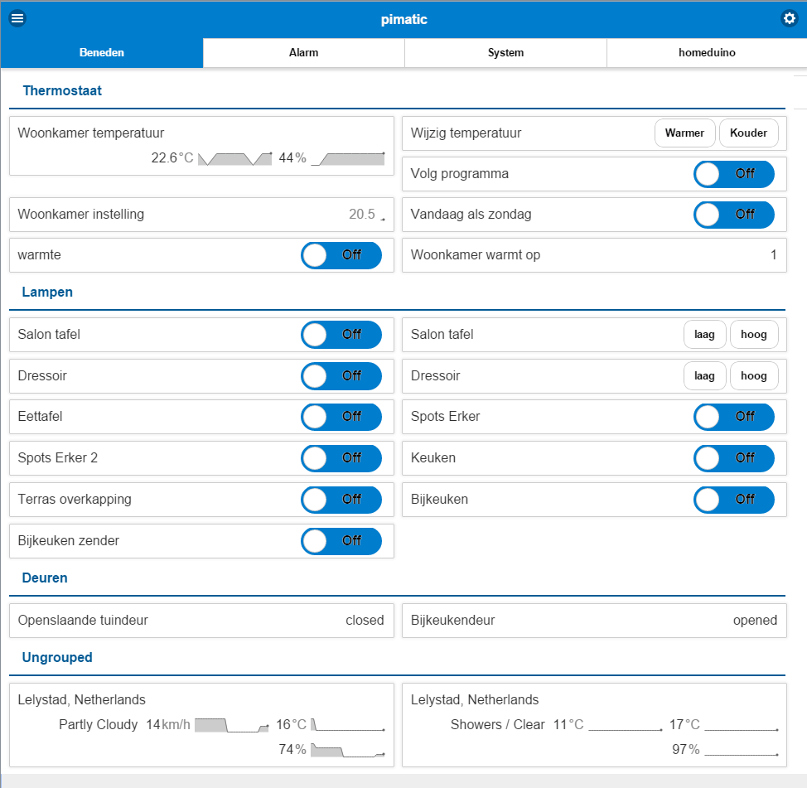 pimatic
Beneden Alarm System homeduino
Thermostaat
Woonkamer temperatuur
22.6°C 44%
Wijzig temperatuur Warmer Kouder
Volg programma Off
Woonkamer instelling 20.5
Vandaag als zondag Off
warmte Off
Woonkamer warmt op 1
Lampen
Salon tafel Off
Salon tafel laag hoog
Dressoir Off
Dressoir laag hoog
Eettafel Off
Spots Erker Off
Spots Erker 2 Off
Keuken Off
Terras overkapping Off
Bijkeuken Off
Bijkeuken zender Off
Deuren
Openslaande tuindeur closed
Bijkeukendeur opened
Ungrouped
Lelystad, Netherlands
Partly Cloudy 14km/h 16°C
74%
Lelystad, Netherlands
Showers / Clear 11°C 17°C
97%